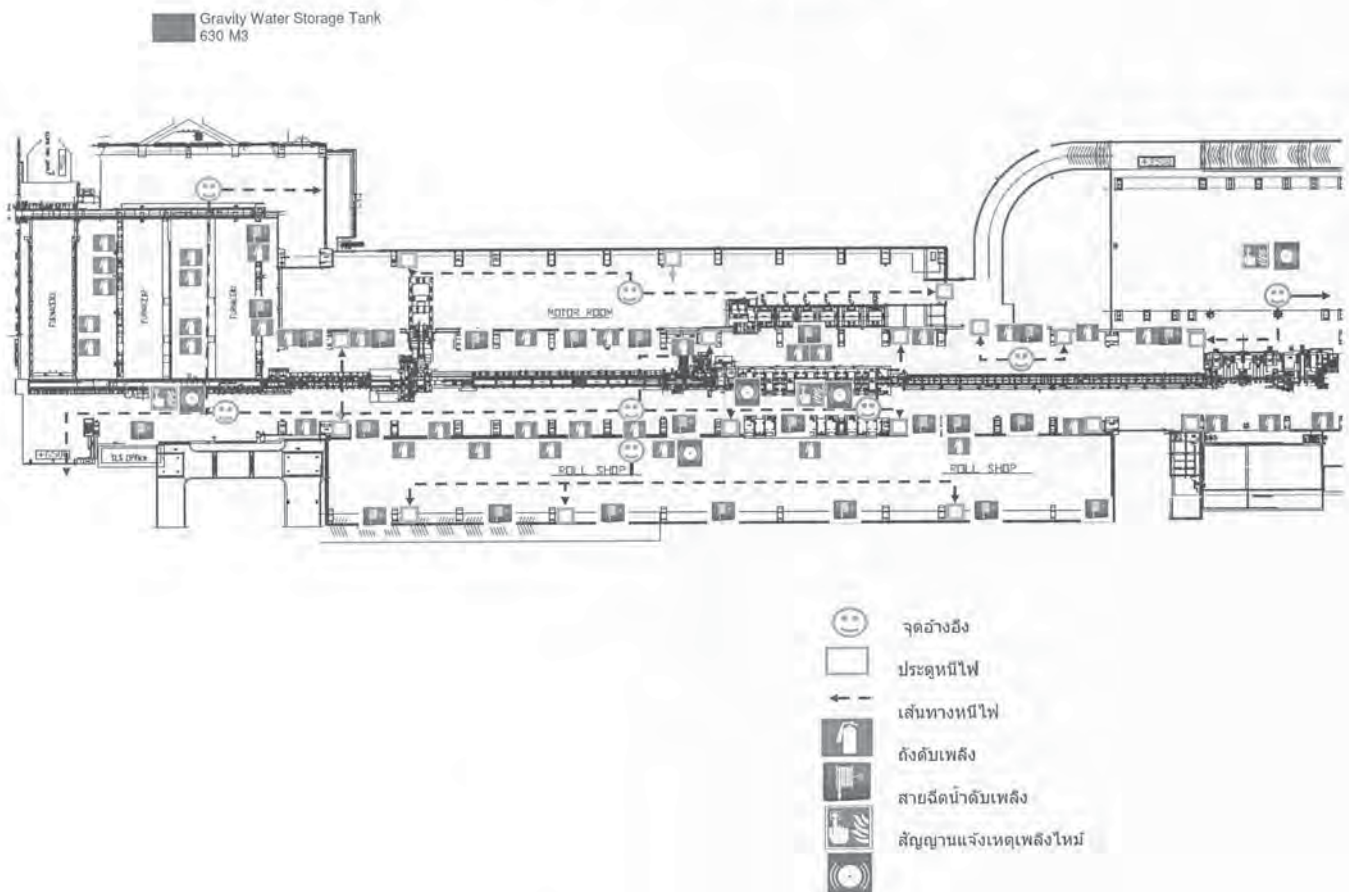 Gravity Water Storage Tank
630 M3
MOTOR ROOM
TLS OFFICE
ROLL SHOP
ROLL SHOP
จุดอ้างอิง
ประตูหนีไฟ
เส้นทางหนีไฟ
ถังดับเพลิง
สายฉีดน้ำดับเพลิง
สัญญานแจ้งเหตุเพลิงไหม้